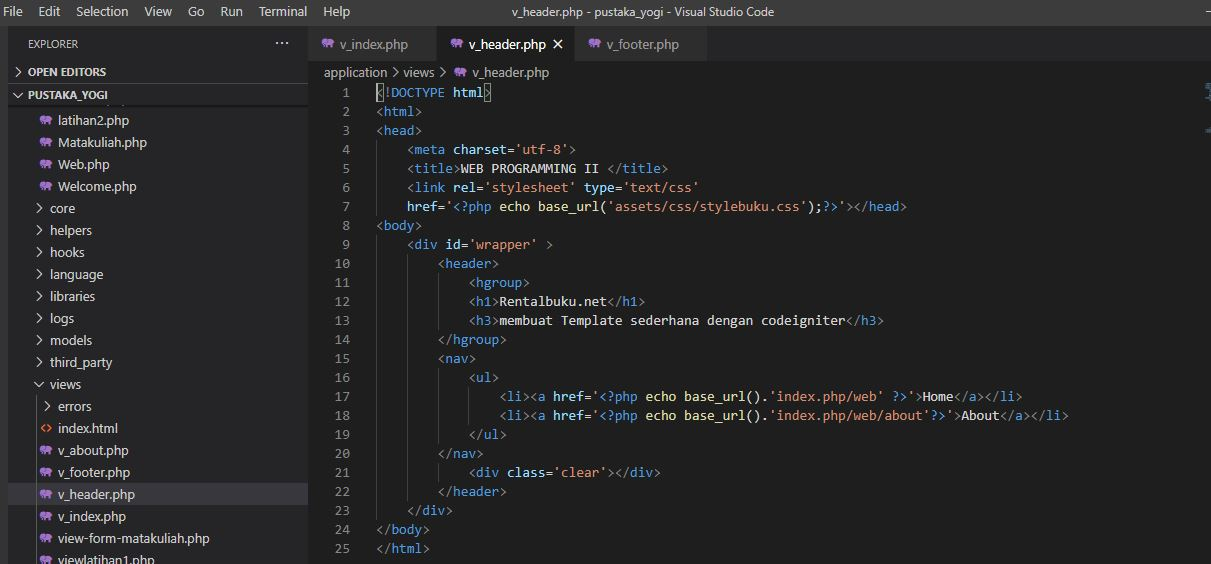 File Edit Selection View Go Run Terminal Help v_header.php - pustaka_yogi - Visual Studio Code
EXPLORER ···
OPEN EDITORS
PUSTAKA_YOGI
latihan2.php
Matakuliah.php
Web.php
Welcome.php
core
helpers
hooks
language
libraries
logs
models
third_party
views
errors
index.html
v_about.php
v_footer.php
v_header.php
v_index.php
view-form-matakuliah.php
viewlatihan1.php
v_index.php v_header.php v_footer.php
application > views > v_header.php
1 <!DOCTYPE html>
2 <html>
3 <head>
4 <meta charset='utf-8'>
5 <title>WEB PROGRAMMING II </title>
6 <link rel='stylesheet' type='text/css'
7 href='<?php echo base_url('assets/css/stylebuku.css');?>'></head>
8 <body>
9 <div id='wrapper' >
10 <header>
11 <hgroup>
12 <h1>Rentalbuku.net</h1>
13 <h3>membuat Template sederhana dengan codeigniter</h3>
14 </hgroup>
15 <nav>
16 <ul>
17 <li><a href='<?php echo base_url().'index.php/web' ?>'>Home</a></li>
18 <li><a href='<?php echo base_url().'index.php/web/about'?>'>About</a></li>
19 </ul>
20 </nav>
21 <div class='clear'></div>
22 </header>
23 </div>
24 </body>
25 </html>